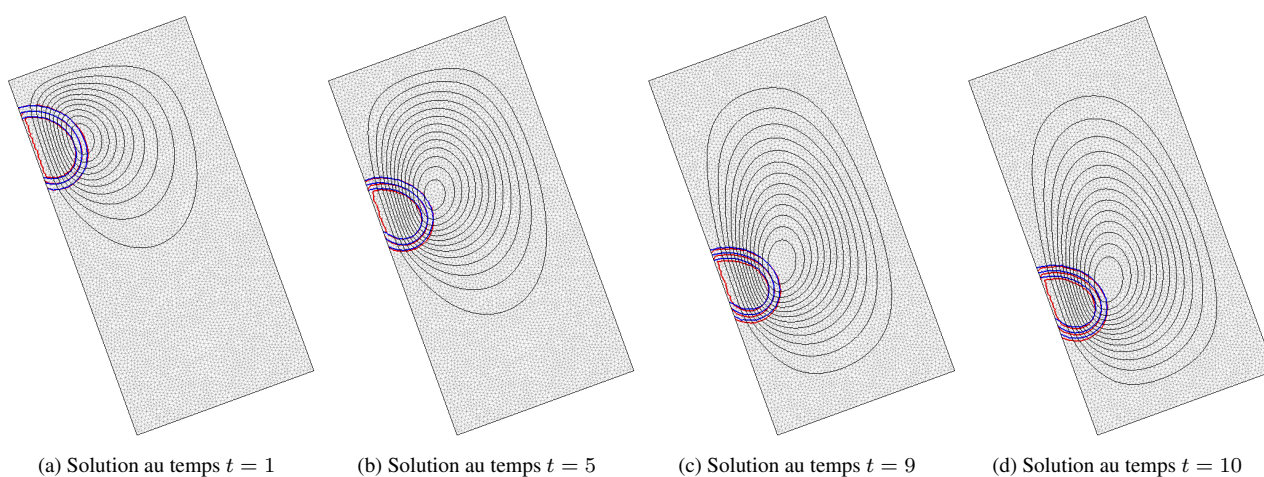 (a) Solution au temps t = 1
(b) Solution au temps t = 5
(c) Solution au temps t = 9
(d) Solution au temps t = 10